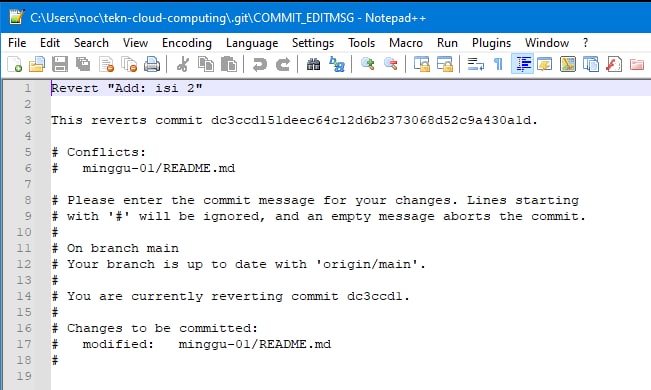 C:\Users\noc\tekn-cloud-computing\.git\COMMIT_EDITMSG - Notepad++
File Edit Search View Encoding Language Settings Tools Macro Run Plugins Window ?
1 Revert "Add: isi 2"
2
3 This reverts commit dc3ccd151deec64c12d6b2373068d52c9a430a1d.
4
5 # Conflicts:
6 #   minggu-01/README.md
7
8 # Please enter the commit message for your changes. Lines starting
9 # with '#' will be ignored, and an empty message aborts the commit.
10 #
11 # On branch main
12 # Your branch is up to date with 'origin/main'.
13 #
14 # You are currently reverting commit dc3ccd1.
15 #
16 # Changes to be committed:
17 #   modified:   minggu-01/README.md
18 #
19